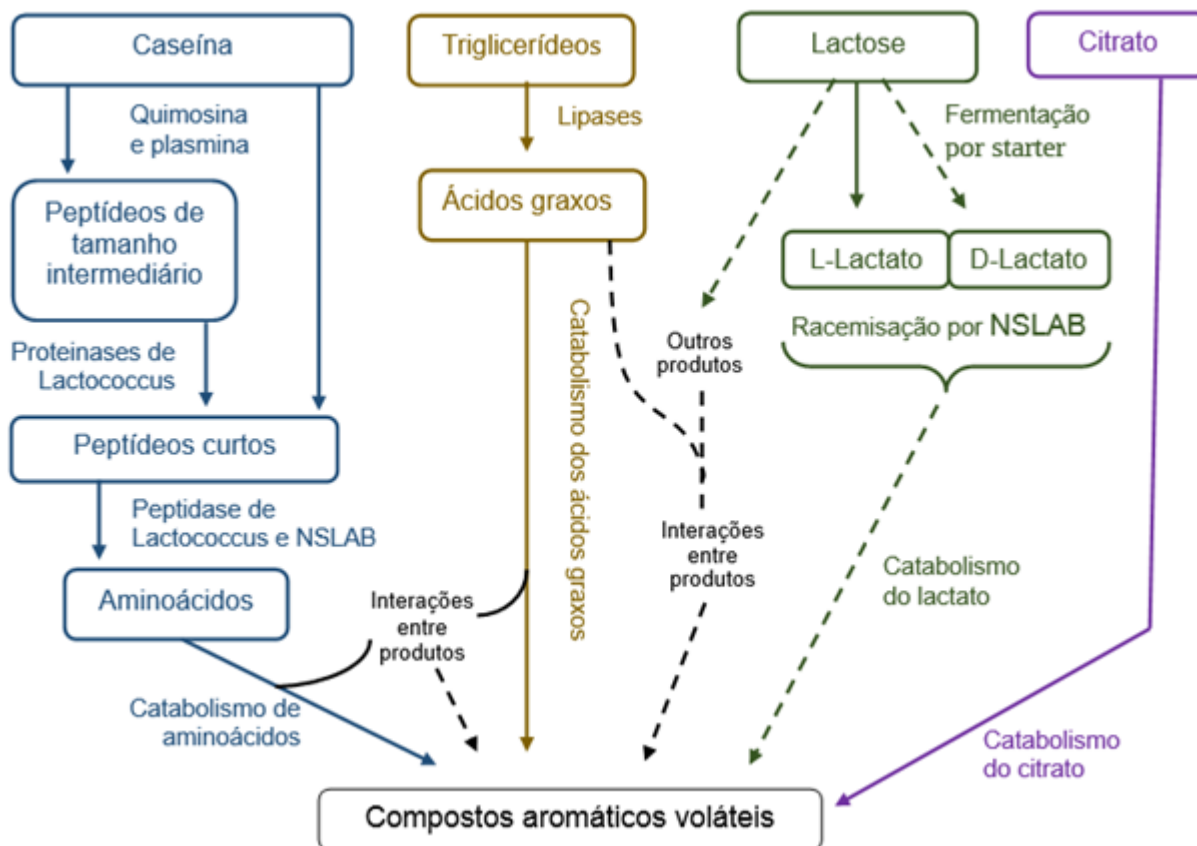 Caseína
Triglicerídeos
Lactose
Citrato
Quimosina
e plasmina
Lipases
Fermentação
por starter
Peptídeos de
tamanho
intermediário
Ácidos graxos
L-Lactato
D-Lactato
Racemisação por NSLAB
Outros
produtos
Proteinases de
Lactococcus
Catabolismo dos ácidos graxos
Peptídeos curtos
Peptidase de
Lactococcus e NSLAB
Interações
entre
produtos
Catabolismo
do lactato
Aminoácidos
Interações
entre
produtos
Catabolismo de
aminoácidos
Catabolismo
do citrato
Compostos aromáticos voláteis